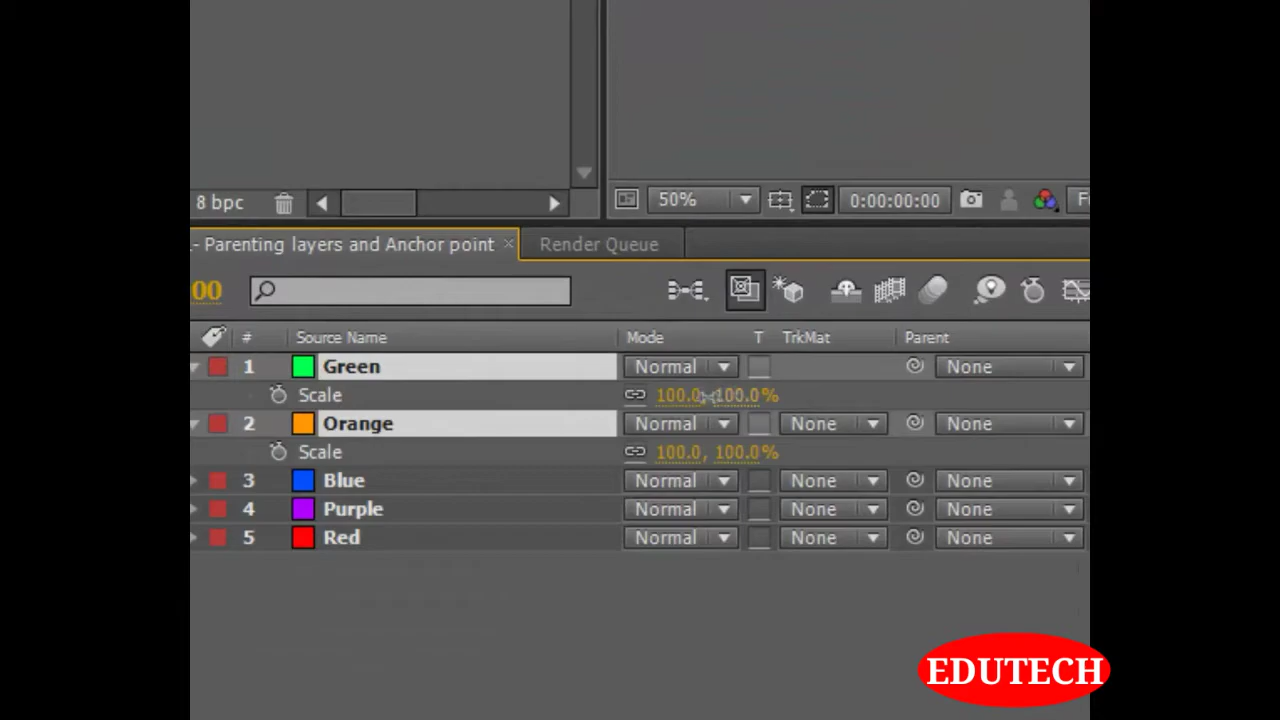 8 bpc
50%
0:00:00:00
- Parenting layers and Anchor point ×
Render Queue
00
# Source Name Mode T TrkMat Parent
1 Green Normal None
Scale 100.0, 100.0%
2 Orange Normal None None
Scale 100.0, 100.0%
3 Blue Normal None None
4 Purple Normal None None
5 Red Normal None None
EDUTECH